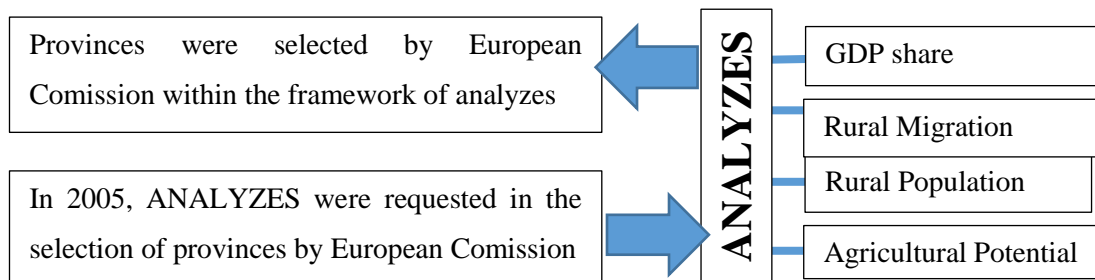 Provinces were selected by European
Comission within the framework of analyzes
In 2005, ANALYZES were requested in the
selection of provinces by European Comission
ANALYZES
GDP share
Rural Migration
Rural Population
Agricultural Potential